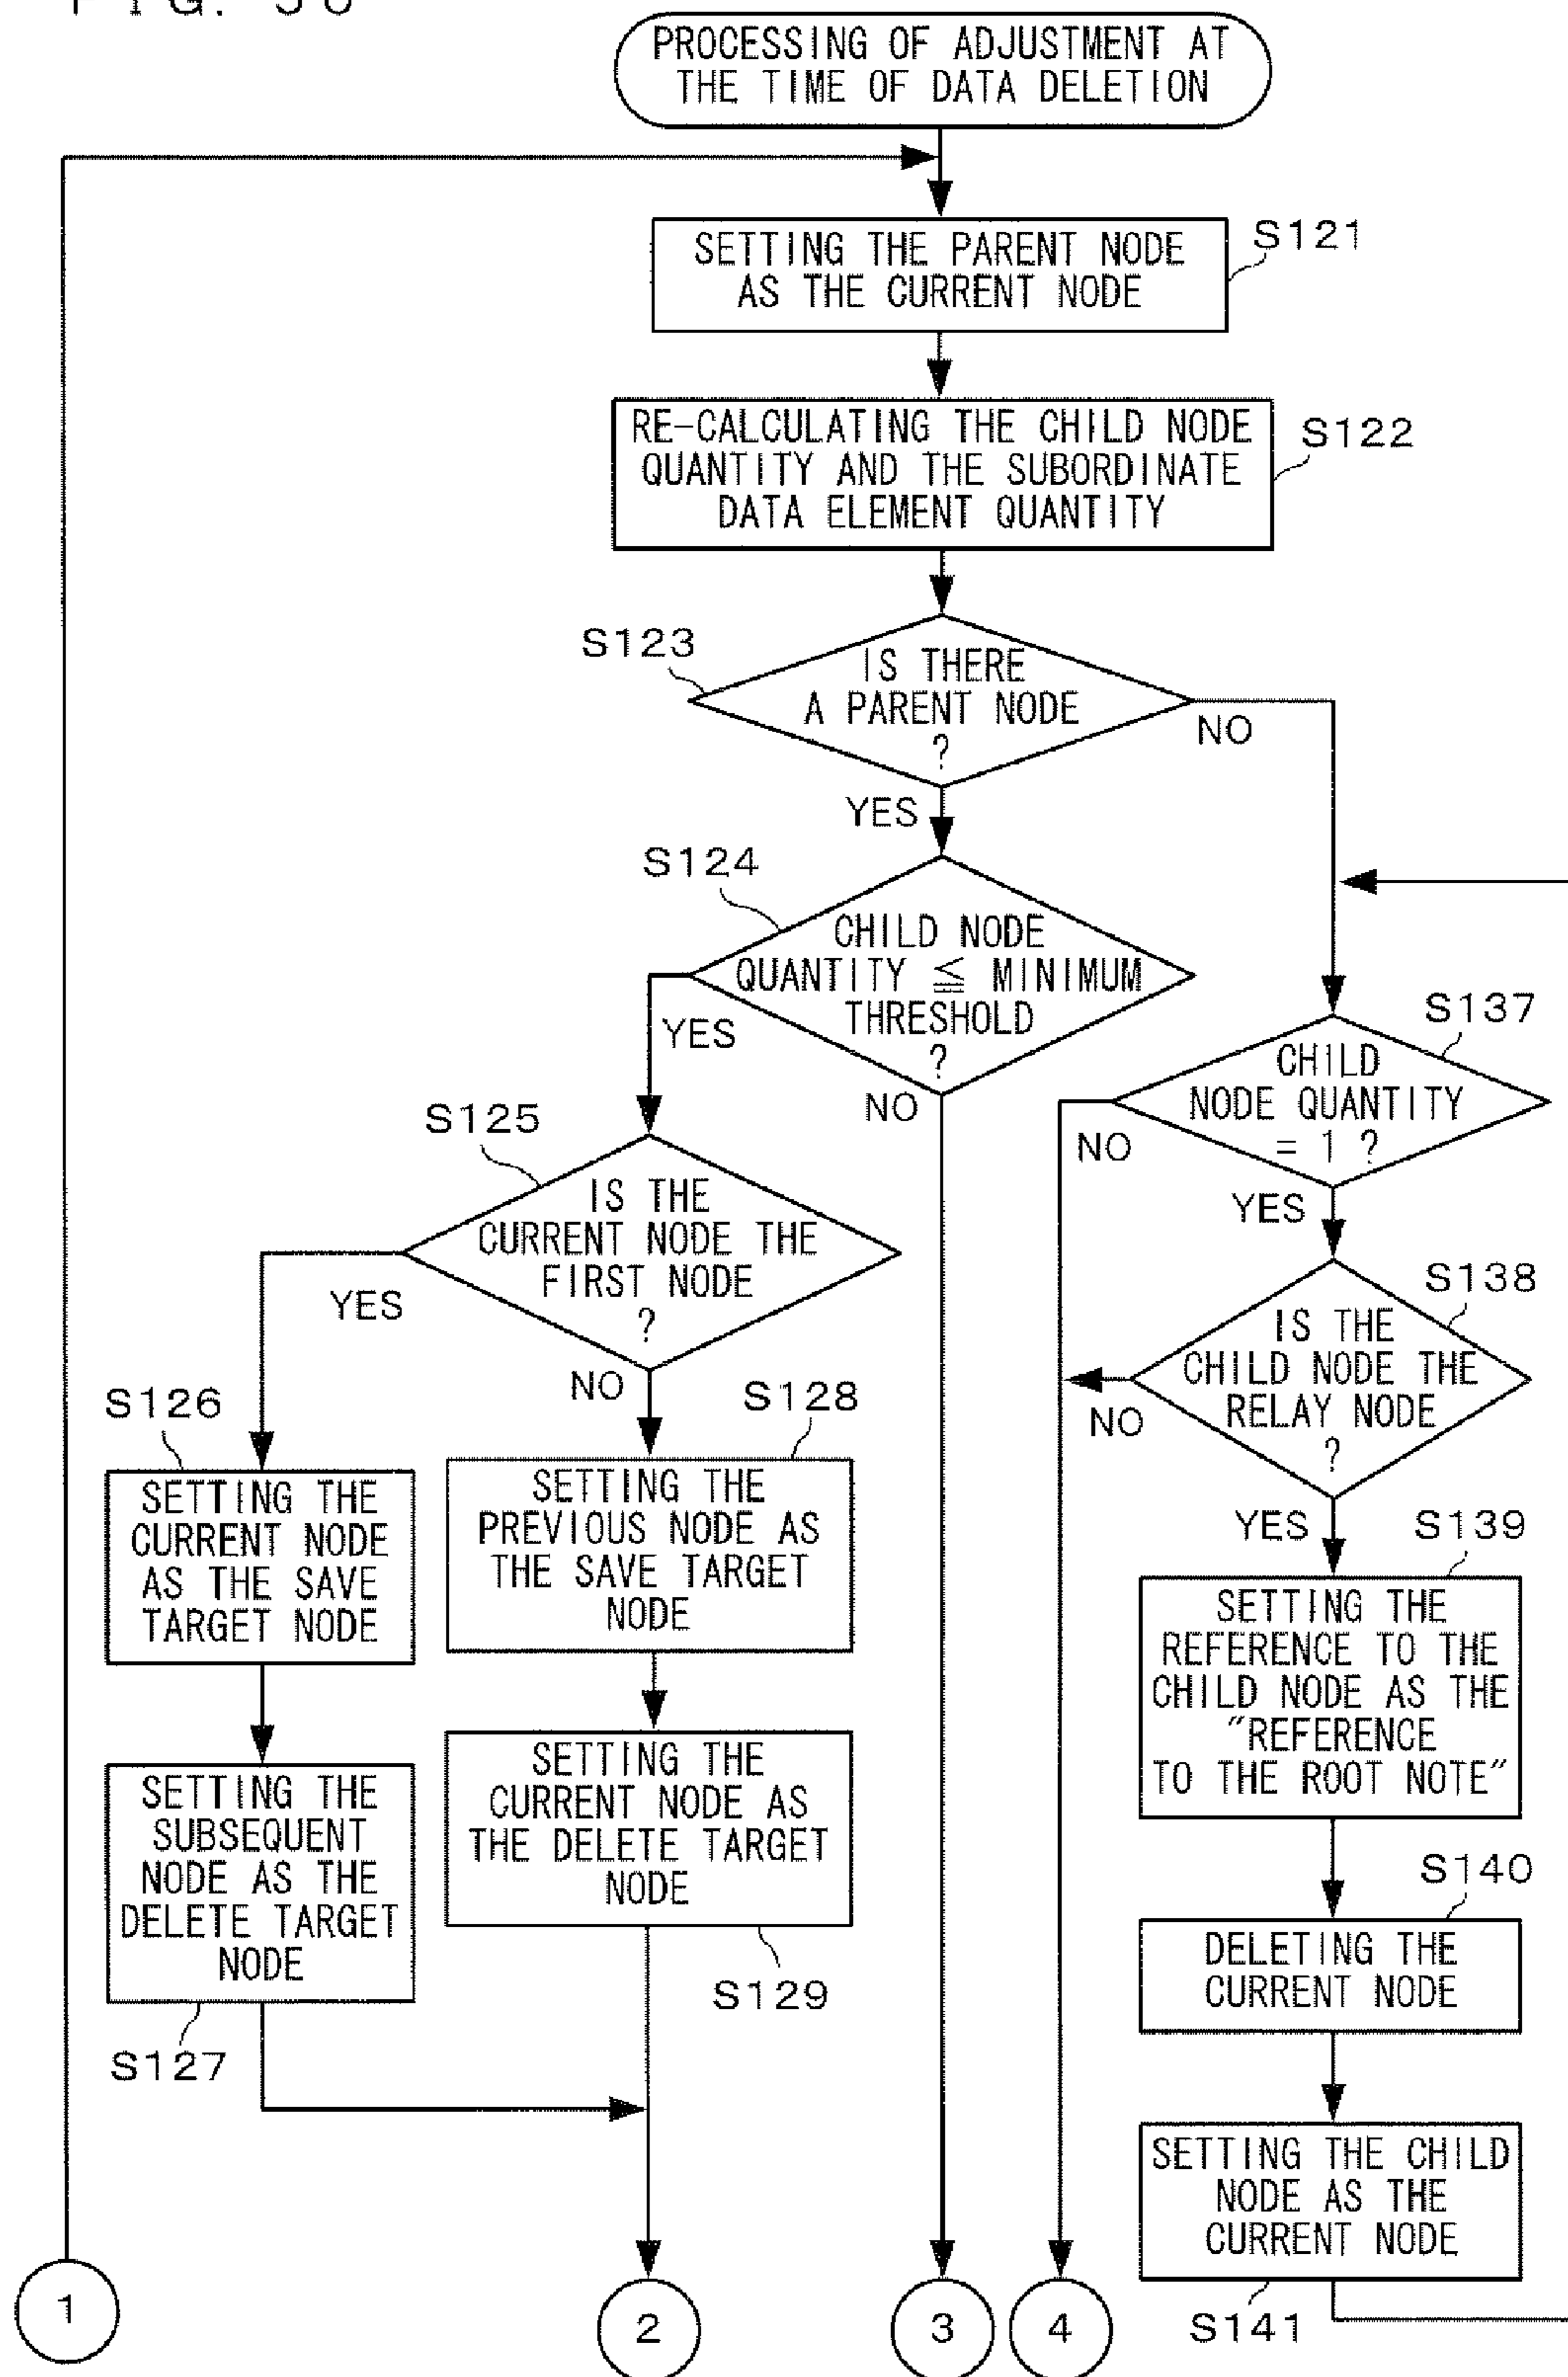 PROCESSING OF ADJUSTMENT AT
THE TIME OF DATA DELETION
SETTING THE PARENT NODE
AS THE CURRENT NODE
S121
RE-CALCULATING THE CHILD NODE
QUANTITY AND THE SUBORDINATE
DATA ELEMENT QUANTITY
S122
S123
IS THERE
A PARENT NODE
?
NO
YES
S124
CHILD NODE
QUANTITY ≦ MINIMUM
THRESHOLD
?
YES
NO
S137
CHILD
NODE QUANTITY
= 1 ?
NO
YES
S125
IS THE
CURRENT NODE THE
FIRST NODE
?
YES
NO
S138
IS THE
CHILD NODE THE
RELAY NODE
?
NO
YES
S126
SETTING THE
CURRENT NODE
AS THE SAVE
TARGET NODE
S128
SETTING THE
PREVIOUS NODE AS
THE SAVE TARGET
NODE
S139
SETTING THE
REFERENCE TO THE
CHILD NODE AS THE
"REFERENCE
TO THE ROOT NOTE"
SETTING THE
SUBSEQUENT
NODE AS THE
DELETE TARGET
NODE
S127
SETTING THE
CURRENT NODE AS
THE DELETE TARGET
NODE
S129
S140
DELETING THE
CURRENT NODE
SETTING THE CHILD
NODE AS THE
CURRENT NODE
S141
1
2
3
4